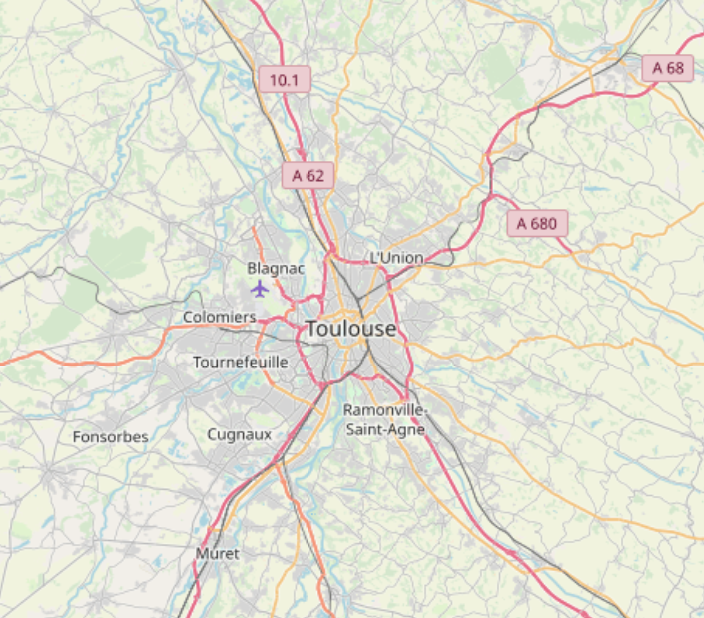 A 68
10.1
A 62
A 680
L'Union
Blagnac
Colomiers
Toulouse
Tournefeuille
Ramonville-
Saint-Agne
Fonsorbes
Cugnaux
Muret